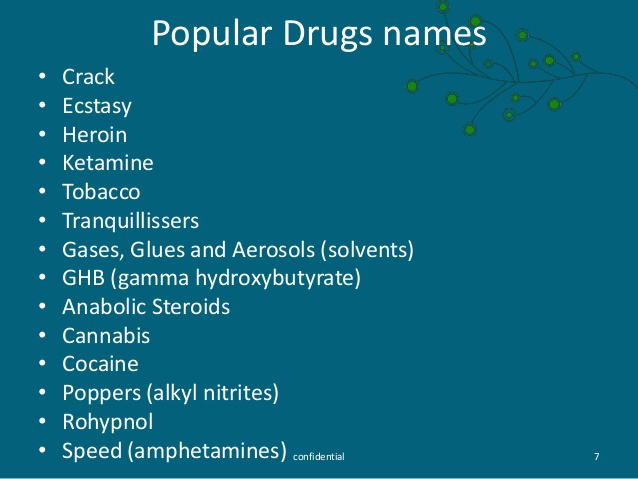 Popular Drugs names
• Crack
• Ecstasy
• Heroin
• Ketamine
• Tobacco
• Tranquillissers
• Gases, Glues and Aerosols (solvents)
• GHB (gamma hydroxybutyrate)
• Anabolic Steroids
• Cannabis
• Cocaine
• Poppers (alkyl nitrites)
• Rohypnol
• Speed (amphetamines) confidential 7